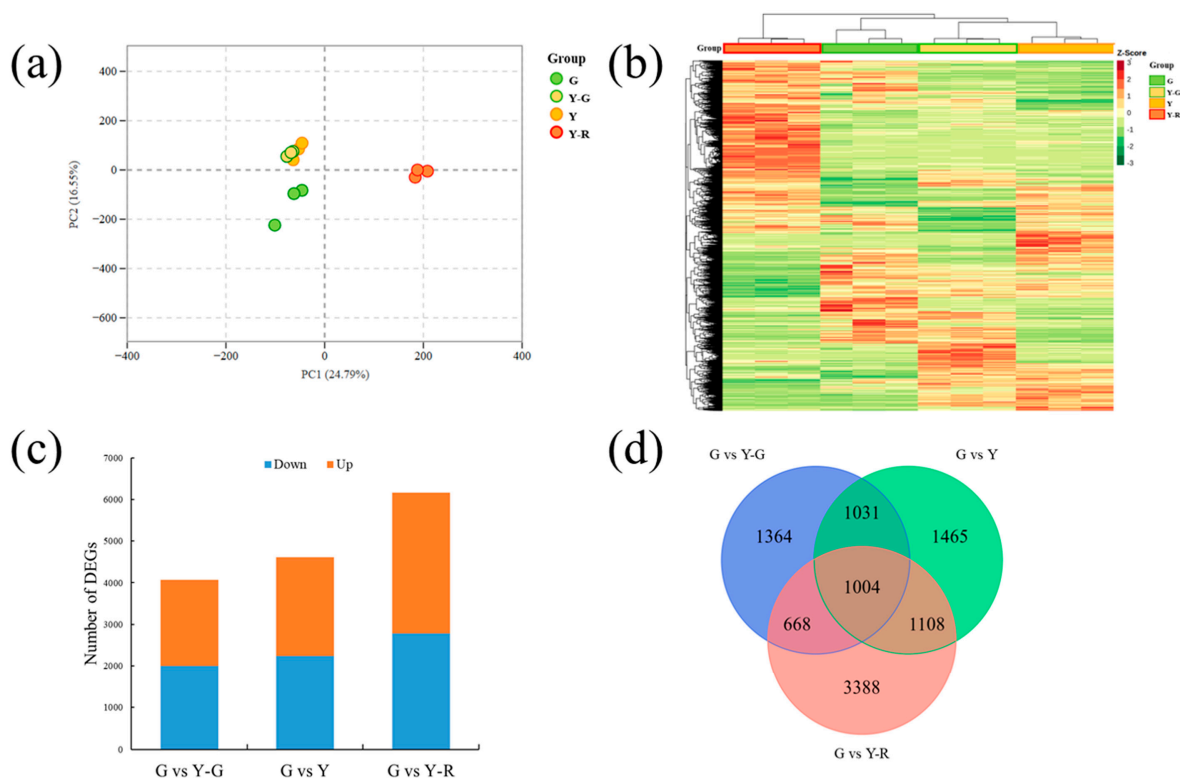 (a)
400
200
0
−200
−400
−600
−400
−200
0
200
400
PC2 (16.55%)
PC1 (24.79%)
Group
G
Y-G
Y
Y-R
(b)
Group
Z-Score
3
2
1
0
-1
-2
-3
Group
G
Y-G
Y
Y-R
(c)
Down
Up
7000
6000
5000
4000
3000
2000
1000
0
Number of DEGs
G vs Y-G
G vs Y
G vs Y-R
(d)
G vs Y-G
G vs Y
1364
1031
1465
1004
668
1108
3388
G vs Y-R